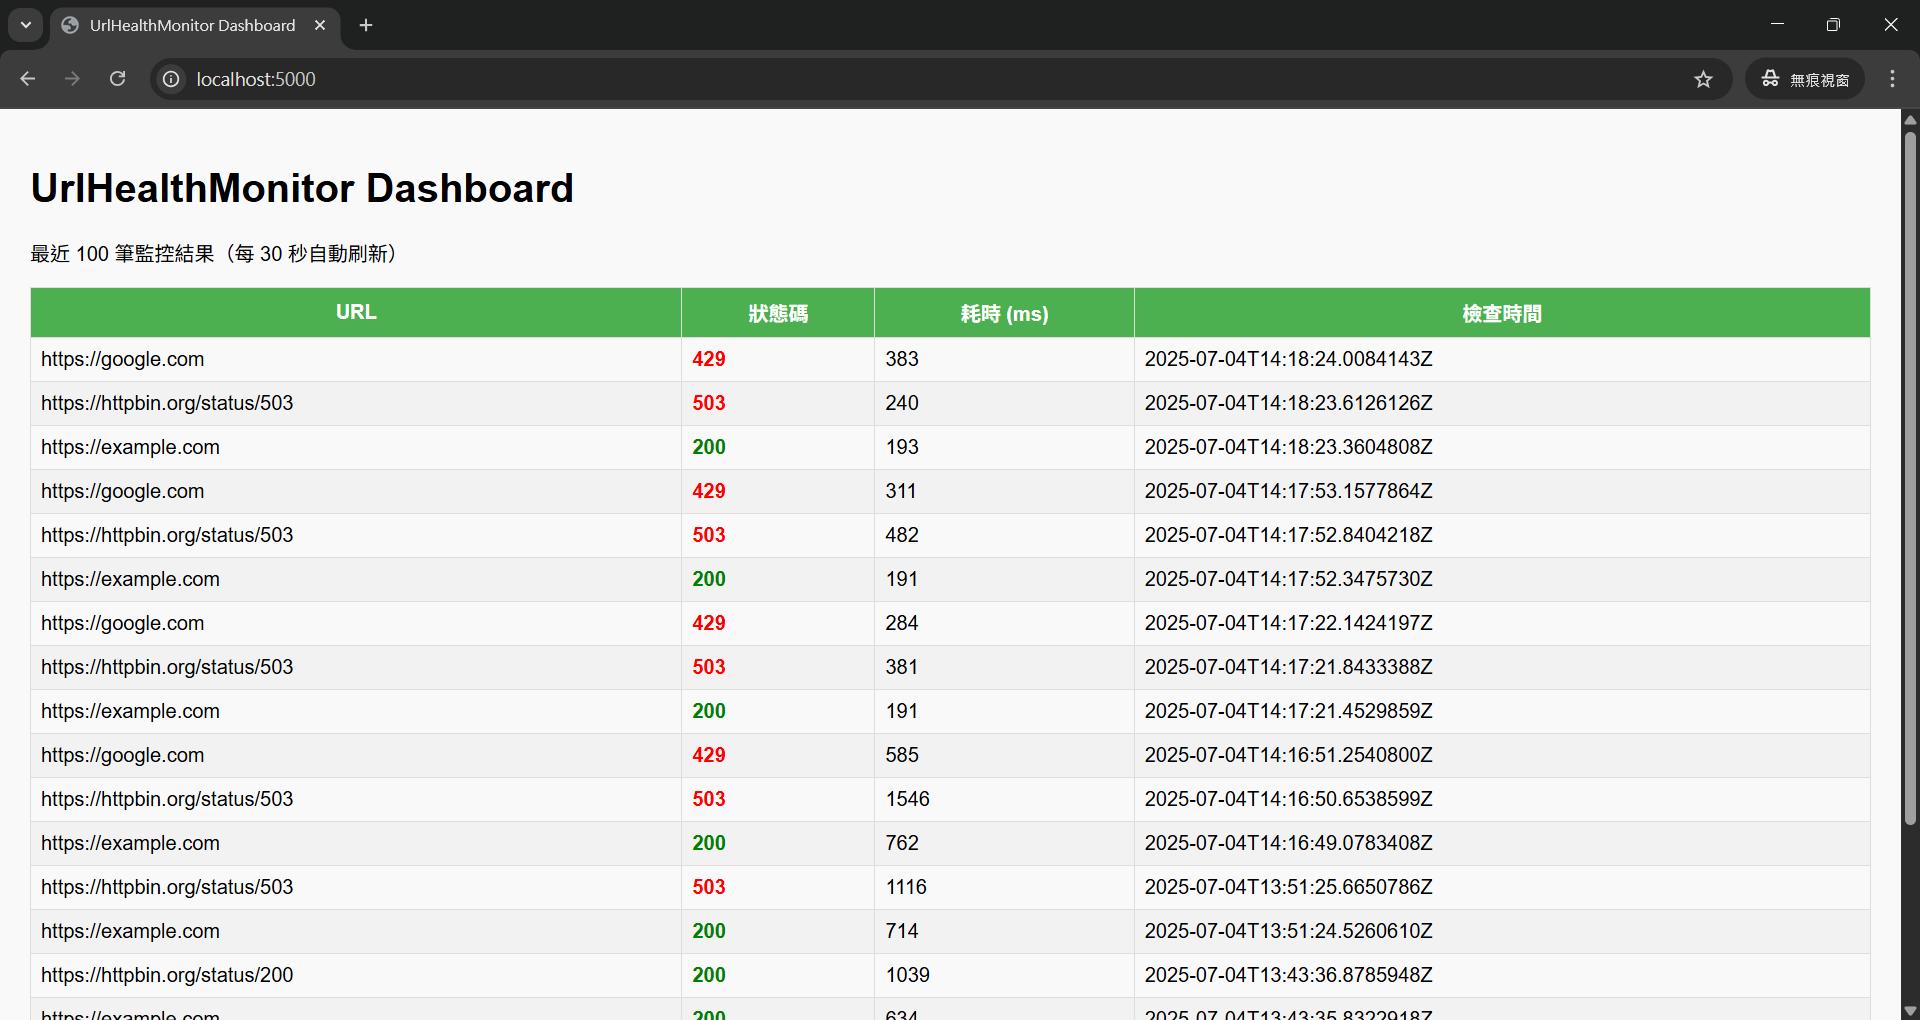 UrlHealthMonitor Dashboard
localhost:5000
無痕視窗
UrlHealthMonitor Dashboard
最近 100 筆監控結果（每 30 秒自動刷新）
URL 狀態碼 耗時 (ms) 檢查時間
https://google.com 429 383 2025-07-04T14:18:24.0084143Z
https://httpbin.org/status/503 503 240 2025-07-04T14:18:23.6126126Z
https://example.com 200 193 2025-07-04T14:18:23.3604808Z
https://google.com 429 311 2025-07-04T14:17:53.1577864Z
https://httpbin.org/status/503 503 482 2025-07-04T14:17:52.8404218Z
https://example.com 200 191 2025-07-04T14:17:52.3475730Z
https://google.com 429 284 2025-07-04T14:17:22.1424197Z
https://httpbin.org/status/503 503 381 2025-07-04T14:17:21.8433388Z
https://example.com 200 191 2025-07-04T14:17:21.4529859Z
https://google.com 429 585 2025-07-04T14:16:51.2540800Z
https://httpbin.org/status/503 503 1546 2025-07-04T14:16:50.6538599Z
https://example.com 200 762 2025-07-04T14:16:49.0783408Z
https://httpbin.org/status/503 503 1116 2025-07-04T13:51:25.6650786Z
https://example.com 200 714 2025-07-04T13:51:24.5260610Z
https://httpbin.org/status/200 200 1039 2025-07-04T13:43:36.8785948Z
https://example.com 200 634 2025-07-04T13:43:35.8322918Z